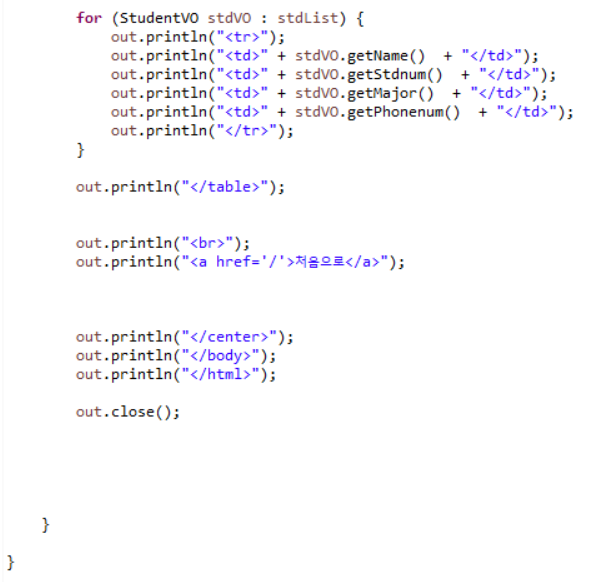 for (StudentVO stdVO : stdList) {
out.println("<tr>");
out.println("<td>" + stdVO.getName()  + "</td>");
out.println("<td>" + stdVO.getStdnum()  + "</td>");
out.println("<td>" + stdVO.getMajor()  + "</td>");
out.println("<td>" + stdVO.getPhonenum()  + "</td>");
out.println("</tr>");
}
out.println("</table>");
out.println("<br>");
out.println("<a href='/'>처음으로</a>");
out.println("</center>");
out.println("</body>");
out.println("</html>");
out.close();
}
}